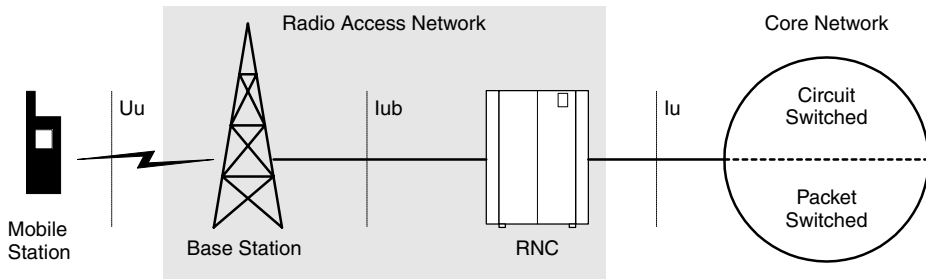 Radio Access Network
Core Network
Uu
Iub
Iu
Circuit
Switched
Packet
Switched
Mobile
Station
Base Station
RNC